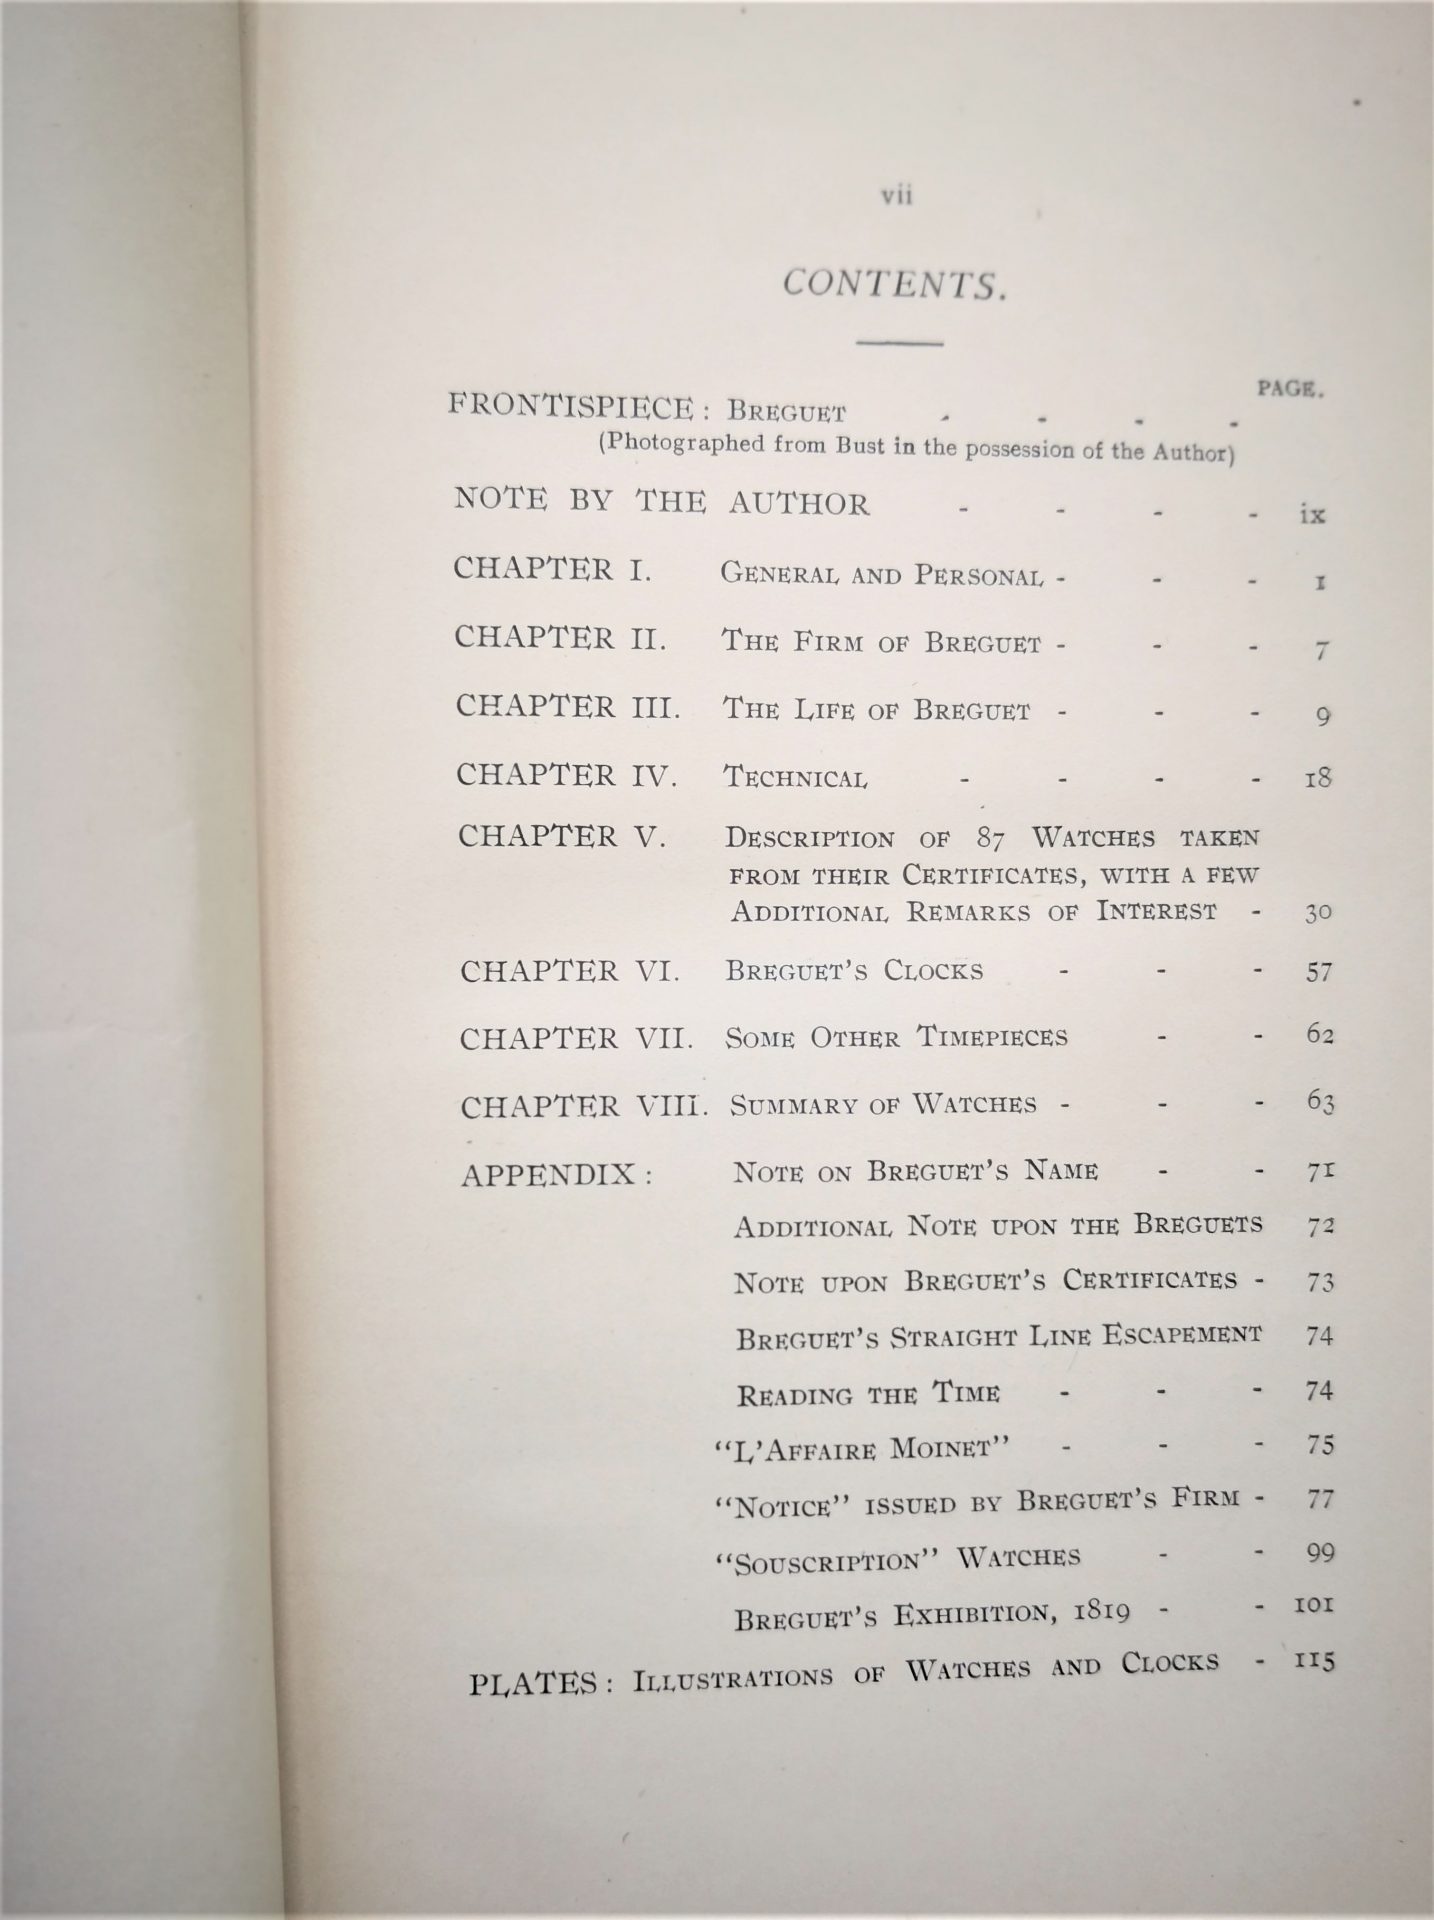 vii
CONTENTS.
PAGE.
FRONTISPIECE: BREGUET - - - -
(Photographed from Bust in the possession of the Author)
NOTE BY THE AUTHOR - - - - ix
CHAPTER I. GENERAL AND PERSONAL - - - 1
CHAPTER II. THE FIRM OF BREGUET - - - 7
CHAPTER III. THE LIFE OF BREGUET - - - 9
CHAPTER IV. TECHNICAL - - - - 18
CHAPTER V. DESCRIPTION OF 87 WATCHES TAKEN
FROM THEIR CERTIFICATES, WITH A FEW
ADDITIONAL REMARKS OF INTEREST - 30
CHAPTER VI. BREGUET'S CLOCKS - - - 57
CHAPTER VII. SOME OTHER TIMEPIECES - - 62
CHAPTER VIII. SUMMARY OF WATCHES - - - 63
APPENDIX: NOTE ON BREGUET'S NAME - - 71
ADDITIONAL NOTE UPON THE BREGUETS 72
NOTE UPON BREGUET'S CERTIFICATES - 73
BREGUET'S STRAIGHT LINE ESCAPEMENT 74
READING THE TIME - - - 74
"L'AFFAIRE MOINET" - - - 75
"NOTICE" ISSUED BY BREGUET'S FIRM - 77
"SOUSCRIPTION" WATCHES - - 99
BREGUET'S EXHIBITION, 1819 - - 101
PLATES: ILLUSTRATIONS OF WATCHES AND CLOCKS - 115